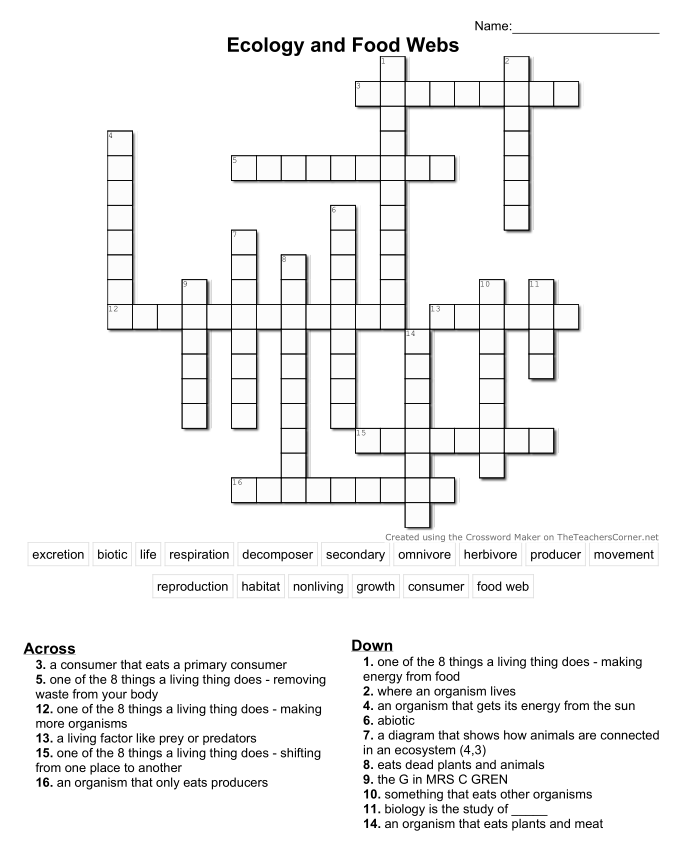 Name:____________________
Ecology and Food Webs
1
2
3
4
5
6
7
8
9
10
11
12
13
14
15
16
Created using the Crossword Maker on TheTeachersCorner.net
excretion biotic life respiration decomposer secondary omnivore herbivore producer movement
reproduction habitat nonliving growth consumer food web
Across
3. a consumer that eats a primary consumer
5. one of the 8 things a living thing does - removing
waste from your body
12. one of the 8 things a living thing does - making
more organisms
13. a living factor like prey or predators
15. one of the 8 things a living thing does - shifting
from one place to another
16. an organism that only eats producers
Down
1. one of the 8 things a living thing does - making
energy from food
2. where an organism lives
4. an organism that gets its energy from the sun
6. abiotic
7. a diagram that shows how animals are connected
in an ecosystem (4,3)
8. eats dead plants and animals
9. the G in MRS C GREN
10. something that eats other organisms
11. biology is the study of _____
14. an organism that eats plants and meat